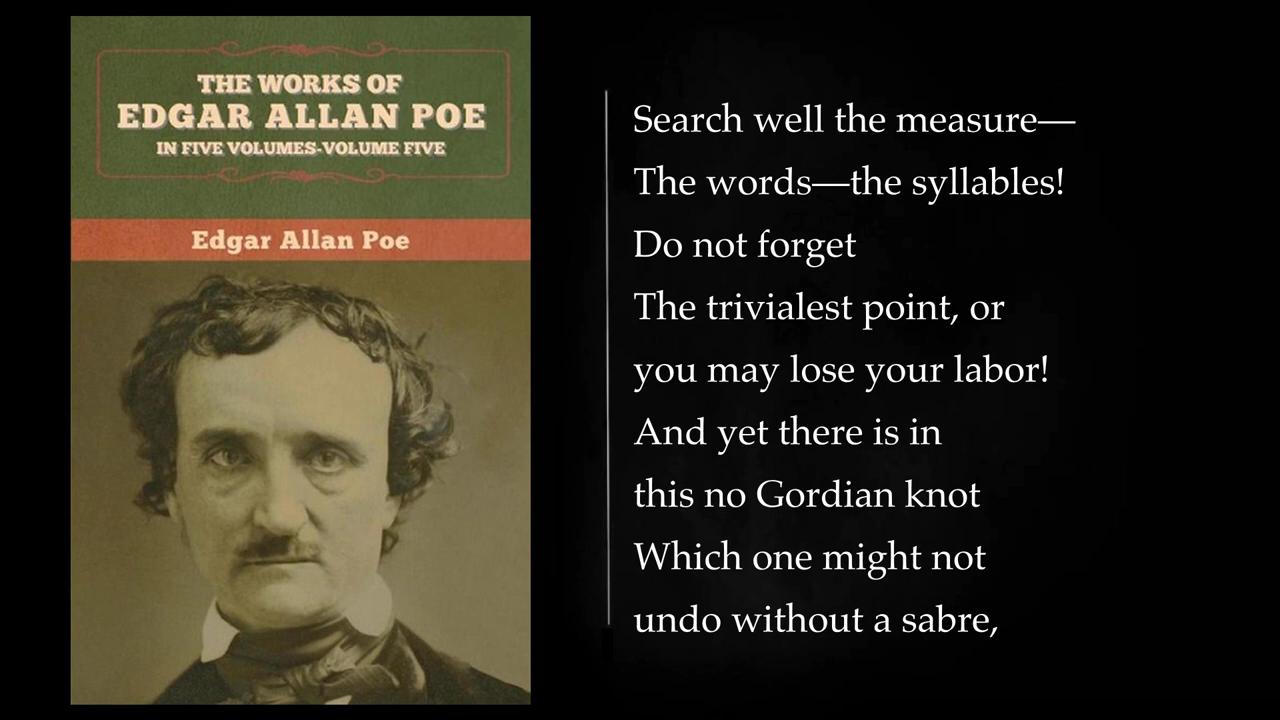 THE WORKS OF
EDGAR ALLAN POE
IN FIVE VOLUMES-VOLUME FIVE
Edgar Allan Poe
Search well the measure—
The words—the syllables!
Do not forget
The trivialest point, or
you may lose your labor!
And yet there is in
this no Gordian knot
Which one might not
undo without a sabre,